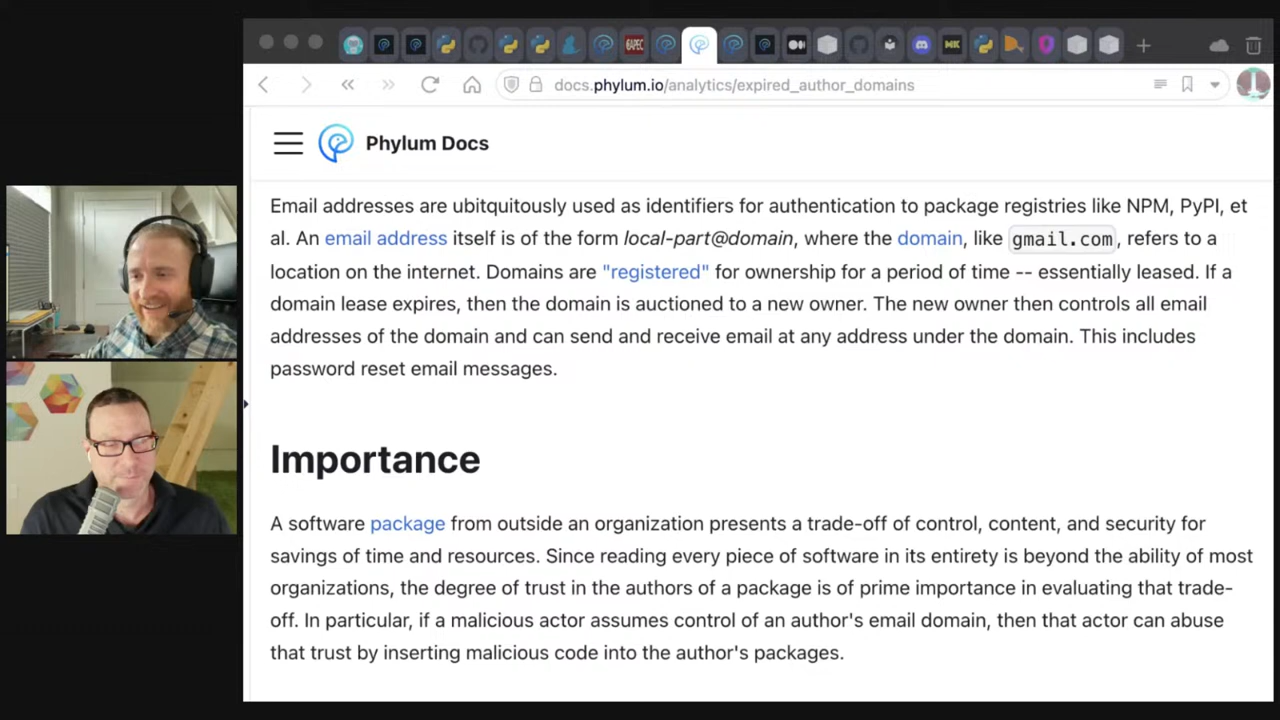 docs.phylum.io/analytics/expired_author_domains
Phylum Docs
Email addresses are ubitquitously used as identifiers for authentication to package registries like NPM, PyPI, et
al. An email address itself is of the form local-part@domain, where the domain, like gmail.com, refers to a
location on the internet. Domains are "registered" for ownership for a period of time -- essentially leased. If a
domain lease expires, then the domain is auctioned to a new owner. The new owner then controls all email
addresses of the domain and can send and receive email at any address under the domain. This includes
password reset email messages.
Importance
A software package from outside an organization presents a trade-off of control, content, and security for
savings of time and resources. Since reading every piece of software in its entirety is beyond the ability of most
organizations, the degree of trust in the authors of a package is of prime importance in evaluating that trade-
off. In particular, if a malicious actor assumes control of an author's email domain, then that actor can abuse
that trust by inserting malicious code into the author's packages.